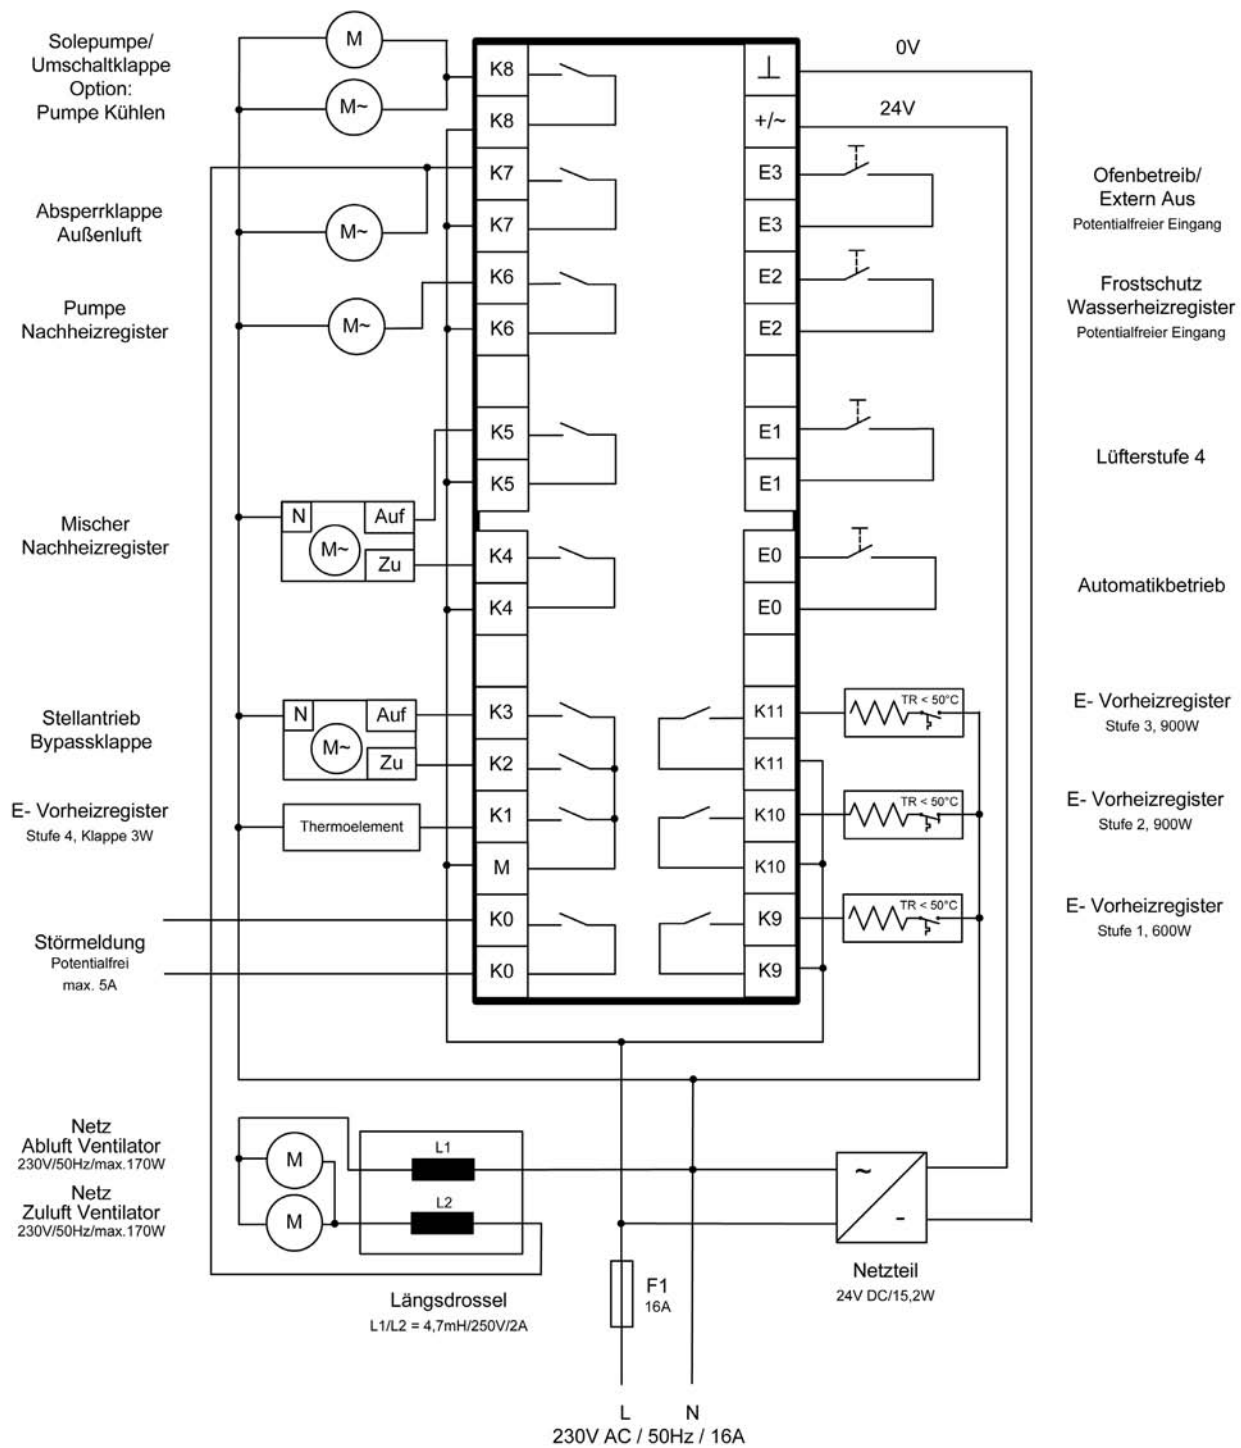 Solepumpe/
Umschaltklappe
Option:
Pumpe Kühlen
M
M~
Absperrklappe
Außenluft
M~
Pumpe
Nachheizregister
M~
Mischer
Nachheizregister
N
Auf
M~
Zu
Stellantrieb
Bypassklappe
N
Auf
M~
Zu
E- Vorheizregister
Stufe 4, Klappe 3W
Thermoelement
Störmeldung
Potentialfrei
max. 5A
K8
K8
K7
K7
K6
K6
K5
K5
K4
K4
K3
K2
K1
M
K0
K0
⊥
+/~
E3
E3
E2
E2
E1
E1
E0
E0
K11
K11
K10
K10
K9
K9
0V
24V
Ofenbetreib/
Extern Aus
Potentialfreier Eingang
Frostschutz
Wasserheizregister
Potentialfreier Eingang
Lüfterstufe 4
Automatikbetrieb
TR < 50°C
E- Vorheizregister
Stufe 3, 900W
TR < 50°C
E- Vorheizregister
Stufe 2, 900W
TR < 50°C
E- Vorheizregister
Stufe 1, 600W
Netz
Abluft Ventilator
230V/50Hz/max.170W
Netz
Zuluft Ventilator
230V/50Hz/max.170W
M
M
L1
L2
Längsdrossel
L1/L2 = 4,7mH/250V/2A
F1
16A
~
-
Netzteil
24V DC/15,2W
L N
230V AC / 50Hz / 16A